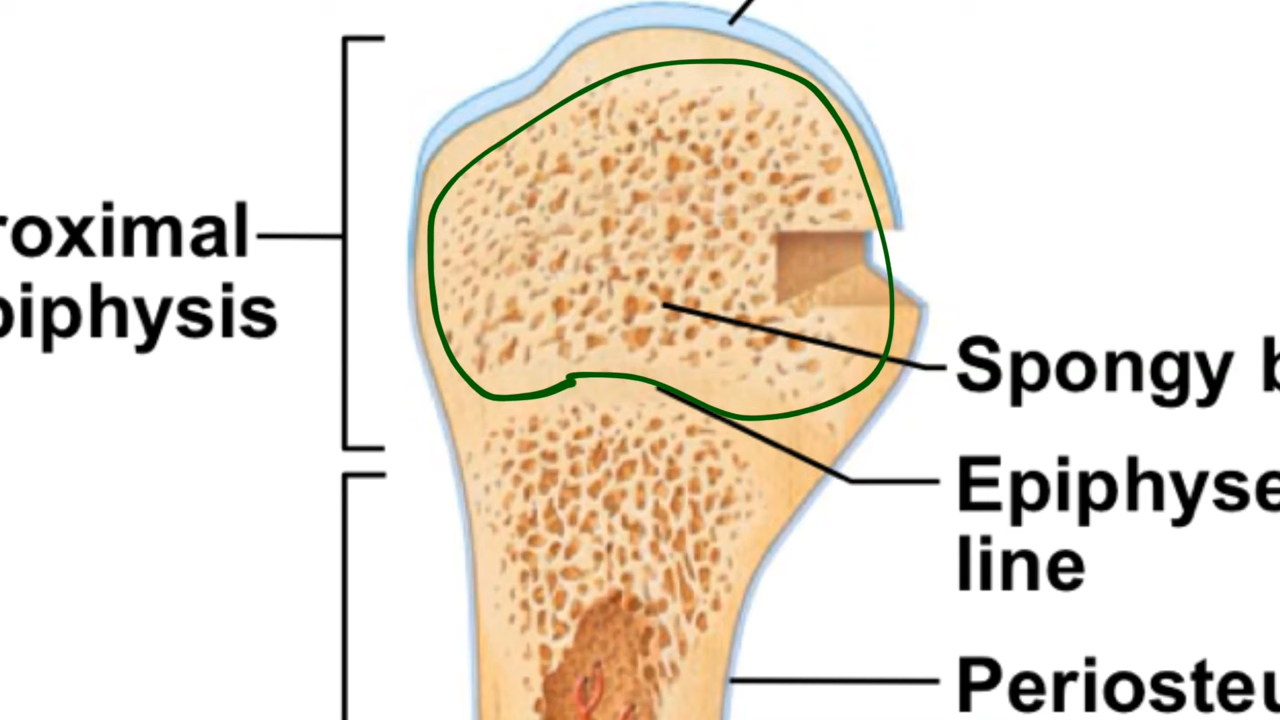 roximal
piphysis
Spongy b
Epiphyse
line
Periosteu